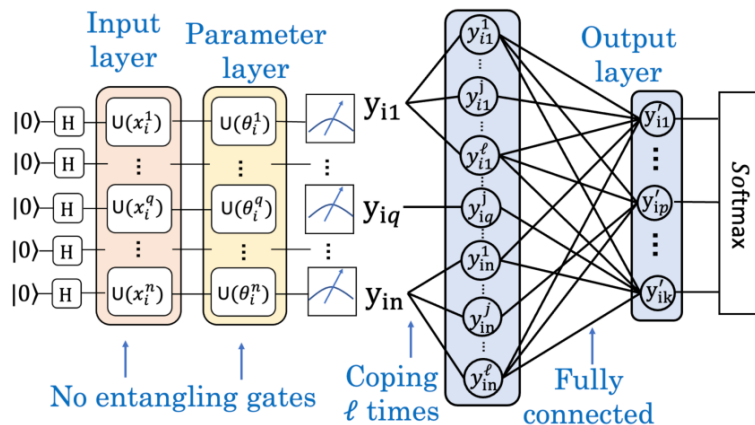 Input layer
Parameter layer
Output layer
|0⟩ H U(x_i^1) U(θ_i^1) y_i1
|0⟩ H ⋮ ⋮ ⋮
|0⟩ H U(x_i^q) U(θ_i^q) y_iq
|0⟩ H ⋮ ⋮ ⋮
|0⟩ H U(x_i^n) U(θ_i^n) y_in
y_i1^1
...
y_i1^j
...
y_i1^ℓ
...
y_iq^j
...
y_in^1
...
y_in^j
...
y_in^ℓ
y'_i1
...
y'_ip
...
y'_ik
Softmax
No entangling gates
Coping
ℓ times
Fully
connected